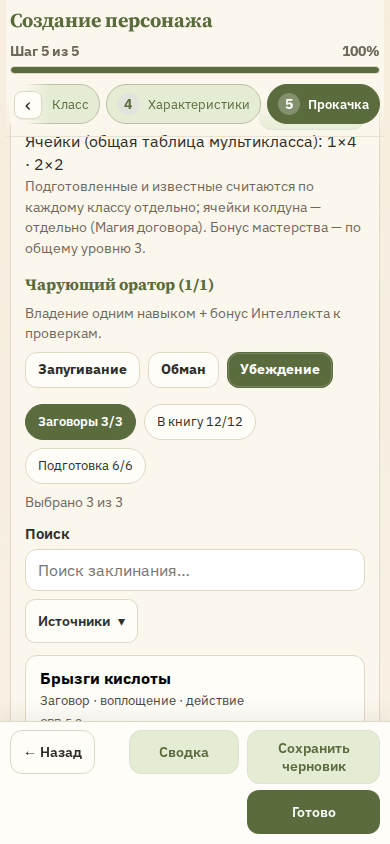 Создание персонажа
Шаг 5 из 5 100%
‹ Класс 4 Характеристики 5 Прокачка
Ячейки (общая таблица мультикласса): 1×4
· 2×2
Подготовленные и известные считаются по
каждому классу отдельно; ячейки колдуна —
отдельно (Магия договора). Бонус мастерства — по
общему уровню 3.
Чарующий оратор (1/1)
Владение одним навыком + бонус Интеллекта к
проверкам.
Запугивание Обман Убеждение
Заговоры 3/3 В книгу 12/12
Подготовка 6/6
Выбрано 3 из 3
Поиск
Поиск заклинания...
Источники ▾
Брызги кислоты
Заговор · воплощение · действие
← Назад Сводка Сохранить
черновик
Готово